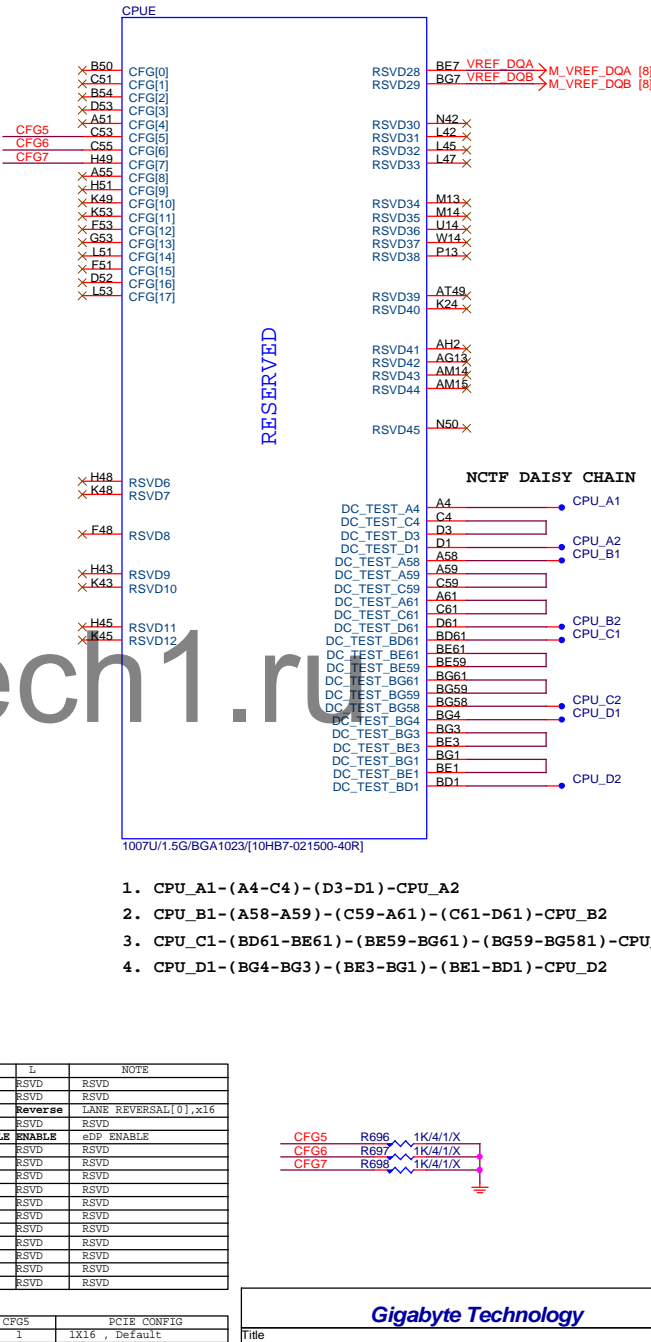 CPUE
B50 CFG[0] RSVD28 BE7 VREF_DQA M_VREF_DQA [8]
C51 CFG[1] RSVD29 BG7 VREF_DQB M_VREF_DQB [8]
B54 CFG[2]
D53 CFG[3]
A51 CFG[4] RSVD30 N42
CFG5 C53 CFG[5] RSVD31 L42
CFG6 C55 CFG[6] RSVD32 L45
CFG7 H49 CFG[7] RSVD33 L47
A55 CFG[8]
H51 CFG[9]
K49 CFG[10] RSVD34 M13
K53 CFG[11] RSVD35 M14
F53 CFG[12] RSVD36 U14
G53 CFG[13] RSVD37 W14
L51 CFG[14] RSVD38 P13
F51 CFG[15]
D52 CFG[16]
L53 CFG[17] RSVD39 AT49
RSVD40 K24
RESERVED
RSVD41 AH2
RSVD42 AG13
RSVD43 AM14
RSVD44 AM15
RSVD45 N50
H48 RSVD6
K48 RSVD7
F48 RSVD8
H43 RSVD9
K43 RSVD10
H45 RSVD11
K45 RSVD12
NCTF DAISY CHAIN
DC_TEST_A4 A4 CPU_A1
DC_TEST_C4 C4
DC_TEST_D3 D3
DC_TEST_D1 D1 CPU_A2
DC_TEST_A58 A58 CPU_B1
DC_TEST_A59 A59
DC_TEST_C59 C59
DC_TEST_A61 A61
DC_TEST_C61 C61
DC_TEST_D61 D61 CPU_B2
DC_TEST_BD61 BD61 CPU_C1
DC_TEST_BE61 BE61
DC_TEST_BE59 BE59
DC_TEST_BG61 BG61
DC_TEST_BG59 BG59
DC_TEST_BG58 BG58 CPU_C2
DC_TEST_BG4 BG4 CPU_D1
DC_TEST_BG3 BG3
DC_TEST_BE3 BE3
DC_TEST_BG1 BG1
DC_TEST_BE1 BE1
DC_TEST_BD1 BD1 CPU_D2
ech1.ru
1007U/1.5G/BGA1023/[10HB7-021500-40R]
1. CPU_A1-(A4-C4)-(D3-D1)-CPU_A2
2. CPU_B1-(A58-A59)-(C59-A61)-(C61-D61)-CPU_B2
3. CPU_C1-(BD61-BE61)-(BE59-BG61)-(BG59-BG581)-CPU_
4. CPU_D1-(BG4-BG3)-(BE3-BG1)-(BE1-BD1)-CPU_D2
L NOTE
RSVD RSVD
RSVD RSVD
Reverse LANE REVERSAL[0],x16
RSVD RSVD
LE ENABLE eDP ENABLE
RSVD RSVD
RSVD RSVD
RSVD RSVD
RSVD RSVD
RSVD RSVD
RSVD RSVD
RSVD RSVD
RSVD RSVD
RSVD RSVD
RSVD RSVD
RSVD RSVD
CFG5 R696 1K/4/1/X
CFG6 R697 1K/4/1/X
CFG7 R698 1K/4/1/X
CFG5 PCIE CONFIG
1 1X16 , Default
Gigabyte Technology
Title